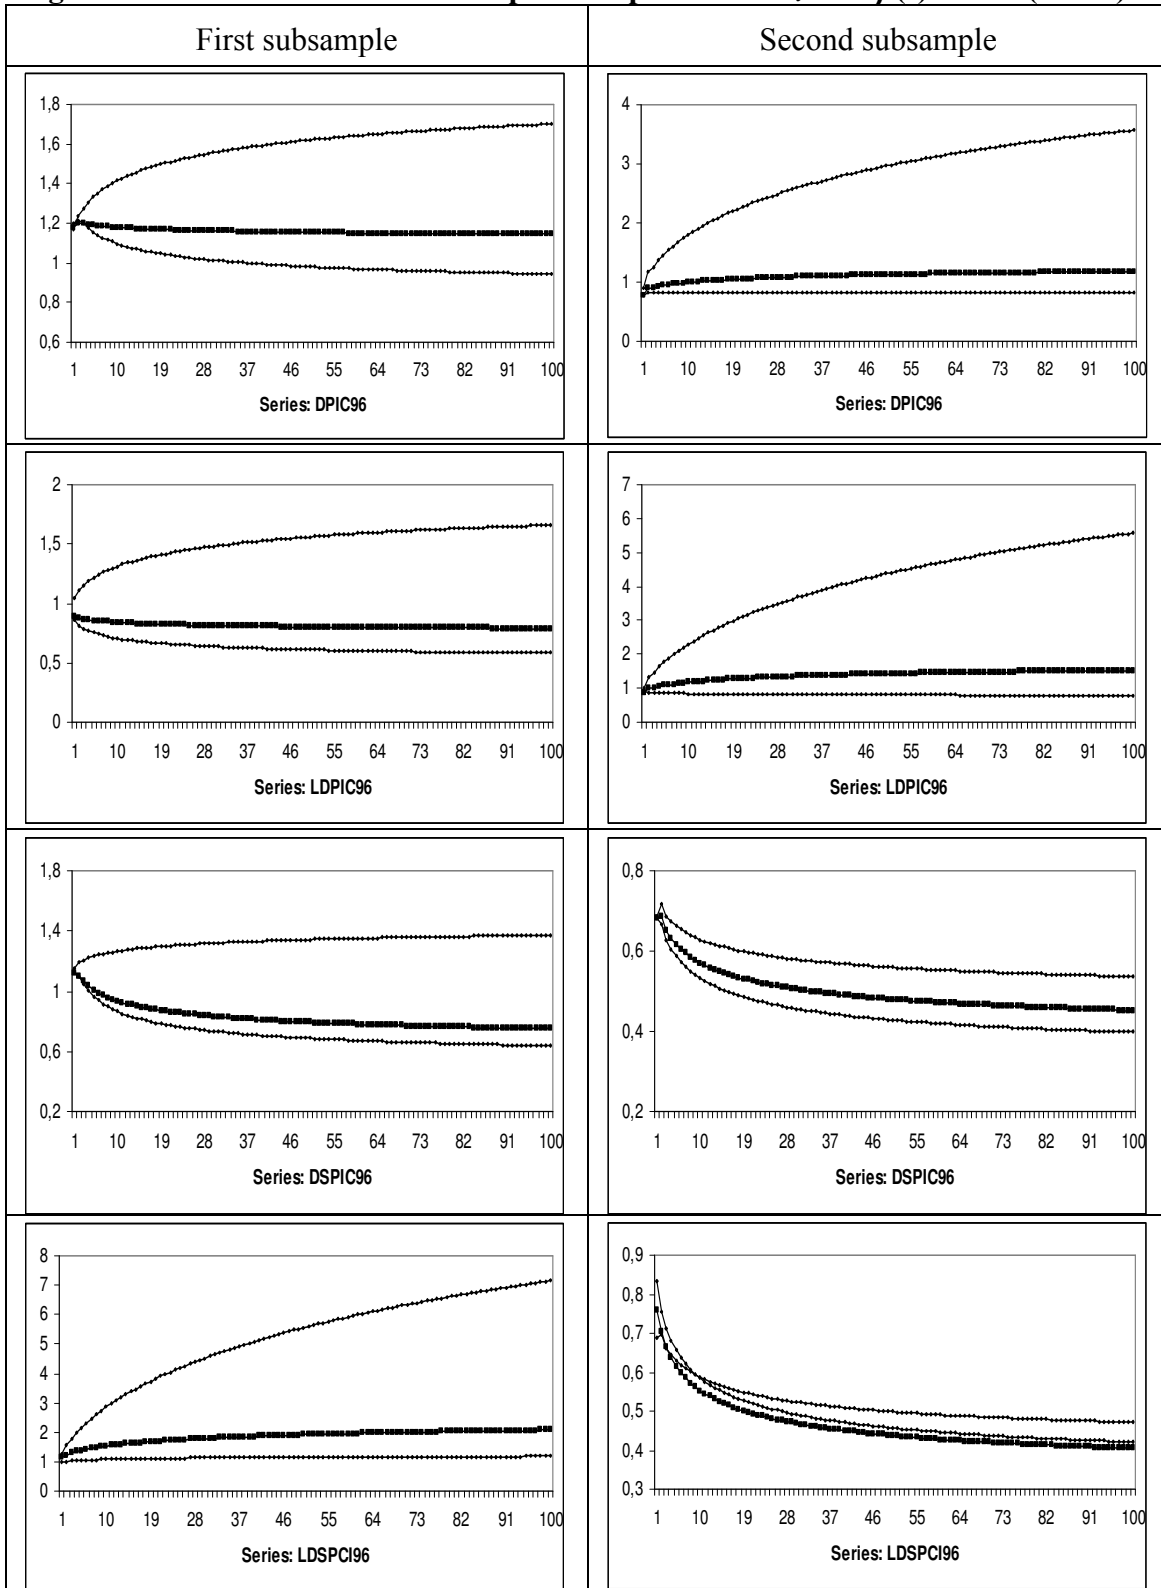 First subsample
Second subsample
1,8
1,6
1,4
1,2
1
0,8
0,6
1 10 19 28 37 46 55 64 73 82 91 100
Series: DPIC96
4
3
2
1
0
1 10 19 28 37 46 55 64 73 82 91 100
Series: DPIC96
2
1,5
1
0,5
0
1 10 19 28 37 46 55 64 73 82 91 100
Series: LDPIC96
7
6
5
4
3
2
1
0
1 10 19 28 37 46 55 64 73 82 91 100
Series: LDPIC96
1,8
1,4
1
0,6
0,2
1 10 19 28 37 46 55 64 73 82 91 100
Series: DSPIC96
0,8
0,6
0,4
0,2
1 10 19 28 37 46 55 64 73 82 91 100
Series: DSPIC96
8
7
6
5
4
3
2
1
0
1 10 19 28 37 46 55 64 73 82 91 100
Series: LDSPCI96
0,9
0,8
0,7
0,6
0,5
0,4
0,3
1 10 19 28 37 46 55 64 73 82 91 100
Series: LDSPCI96